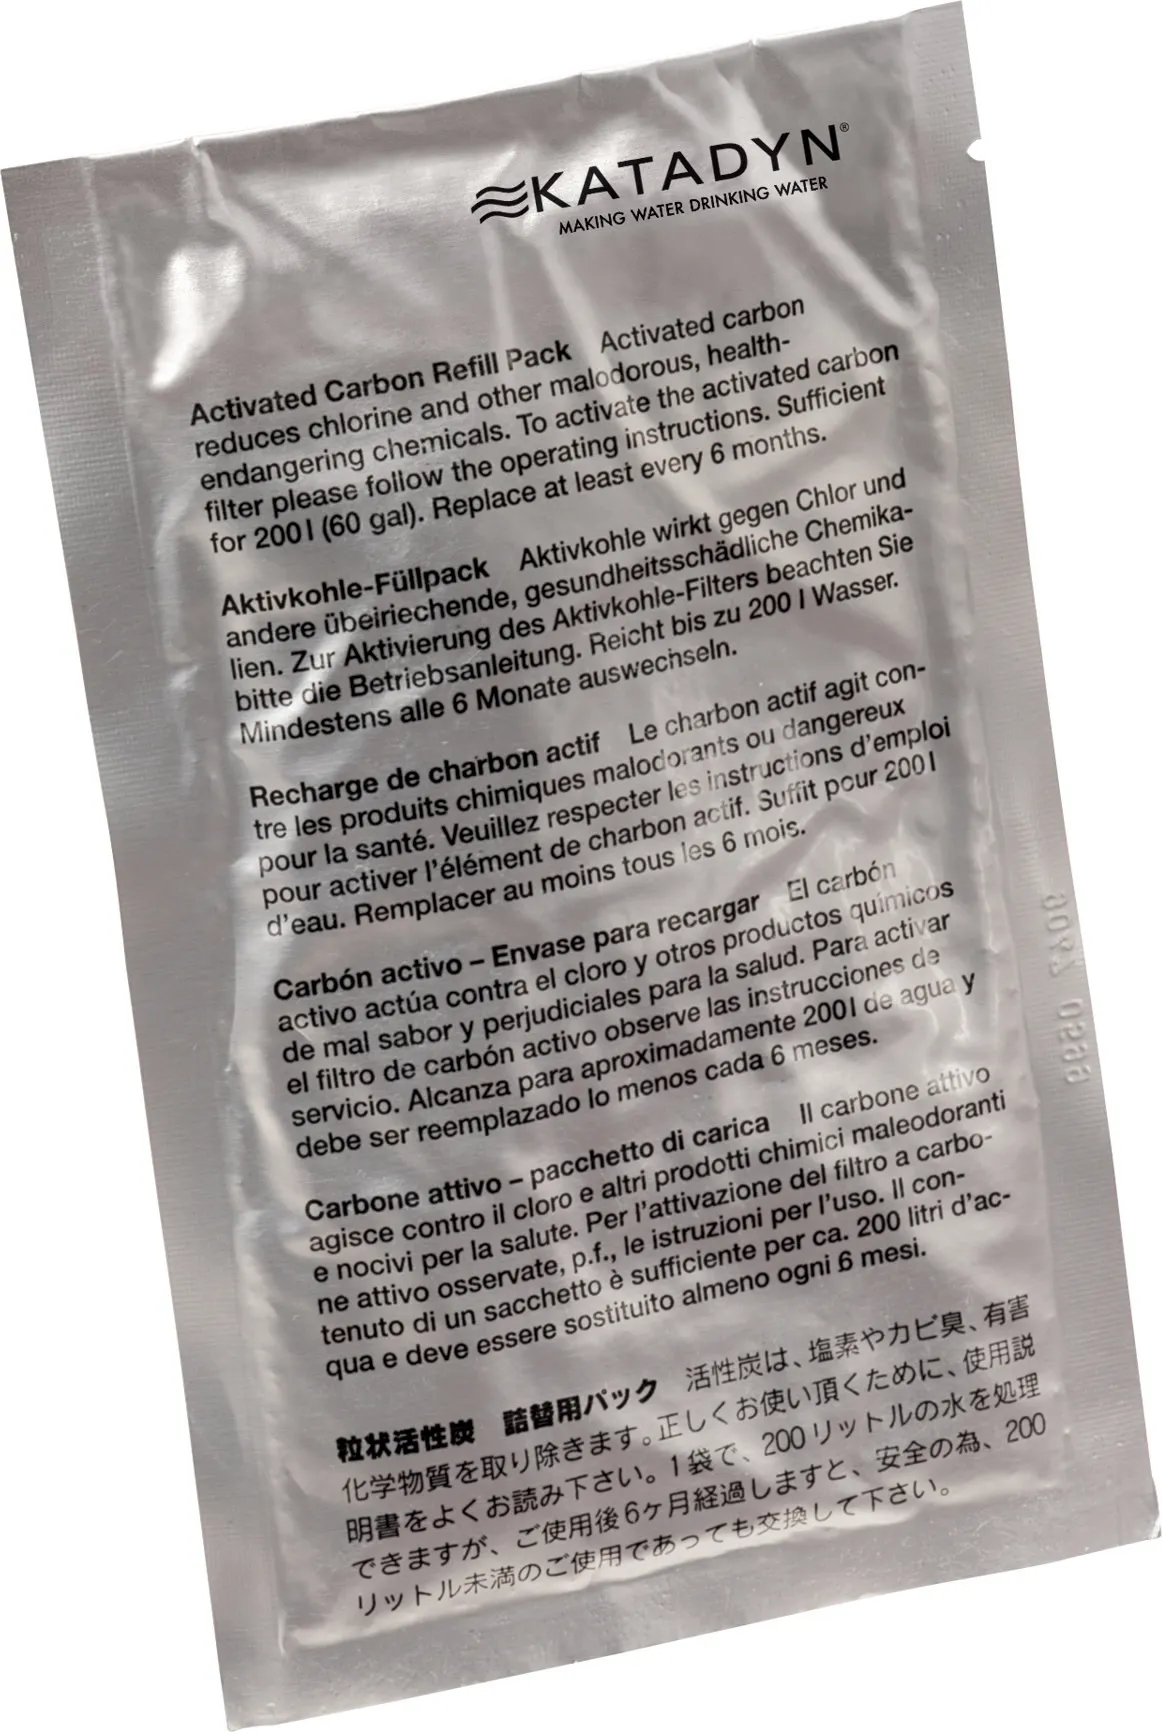 KATADYN®
MAKING WATER DRINKING WATER
Activated Carbon Refill Pack Activated carbon
reduces chlorine and other malodorous, health-
endangering chemicals. To activate the activated carbon
filter please follow the operating instructions. Sufficient
for 200 l (60 gal). Replace at least every 6 months.
Aktivkohle-Füllpack Aktivkohle wirkt gegen Chlor und
andere übelriechende, gesundheitsschädliche Chemika-
lien. Zur Aktivierung des Aktivkohle-Filters beachten Sie
bitte die Betriebsanleitung. Reicht bis zu 200 l Wasser.
Mindestens alle 6 Monate auswechseln.
Recharge de charbon actif Le charbon actif agit con-
tre les produits chimiques malodorants ou dangereux
pour la santé. Veuillez respecter les instructions d'emploi
pour activer l'élément de charbon actif. Suffit pour 200 l
d'eau. Remplacer au moins tous les 6 mois.
Carbón activo – Envase para recargar El carbón
activo actúa contra el cloro y otros productos químicos
de mal sabor y perjudiciales para la salud. Para activar
el filtro de carbón activo observe las instrucciones de
servicio. Alcanza para aproximadamente 200 l de agua y
debe ser reemplazado lo menos cada 6 meses.
Carbone attivo – pacchetto di carica Il carbone attivo
agisce contro il cloro e altri prodotti chimici maleodoranti
e nocivi per la salute. Per l'attivazione del filtro a carbo-
ne attivo osservate, p.f., le istruzioni per l'uso. Il con-
tenuto di un sacchetto è sufficiente per ca. 200 litri d'ac-
qua e deve essere sostituito almeno ogni 6 mesi.
粒状活性炭 詰替用パック 活性炭は、塩素やカビ臭、有害
化学物質を取り除きます。正しくお使い頂くために、使用説
明書をよくお読み下さい。1袋で、200リットルの水を処理
できますが、ご使用後6ケ月経過しますと、安全の為、200
リットル未満のご使用であっても交換して下さい。